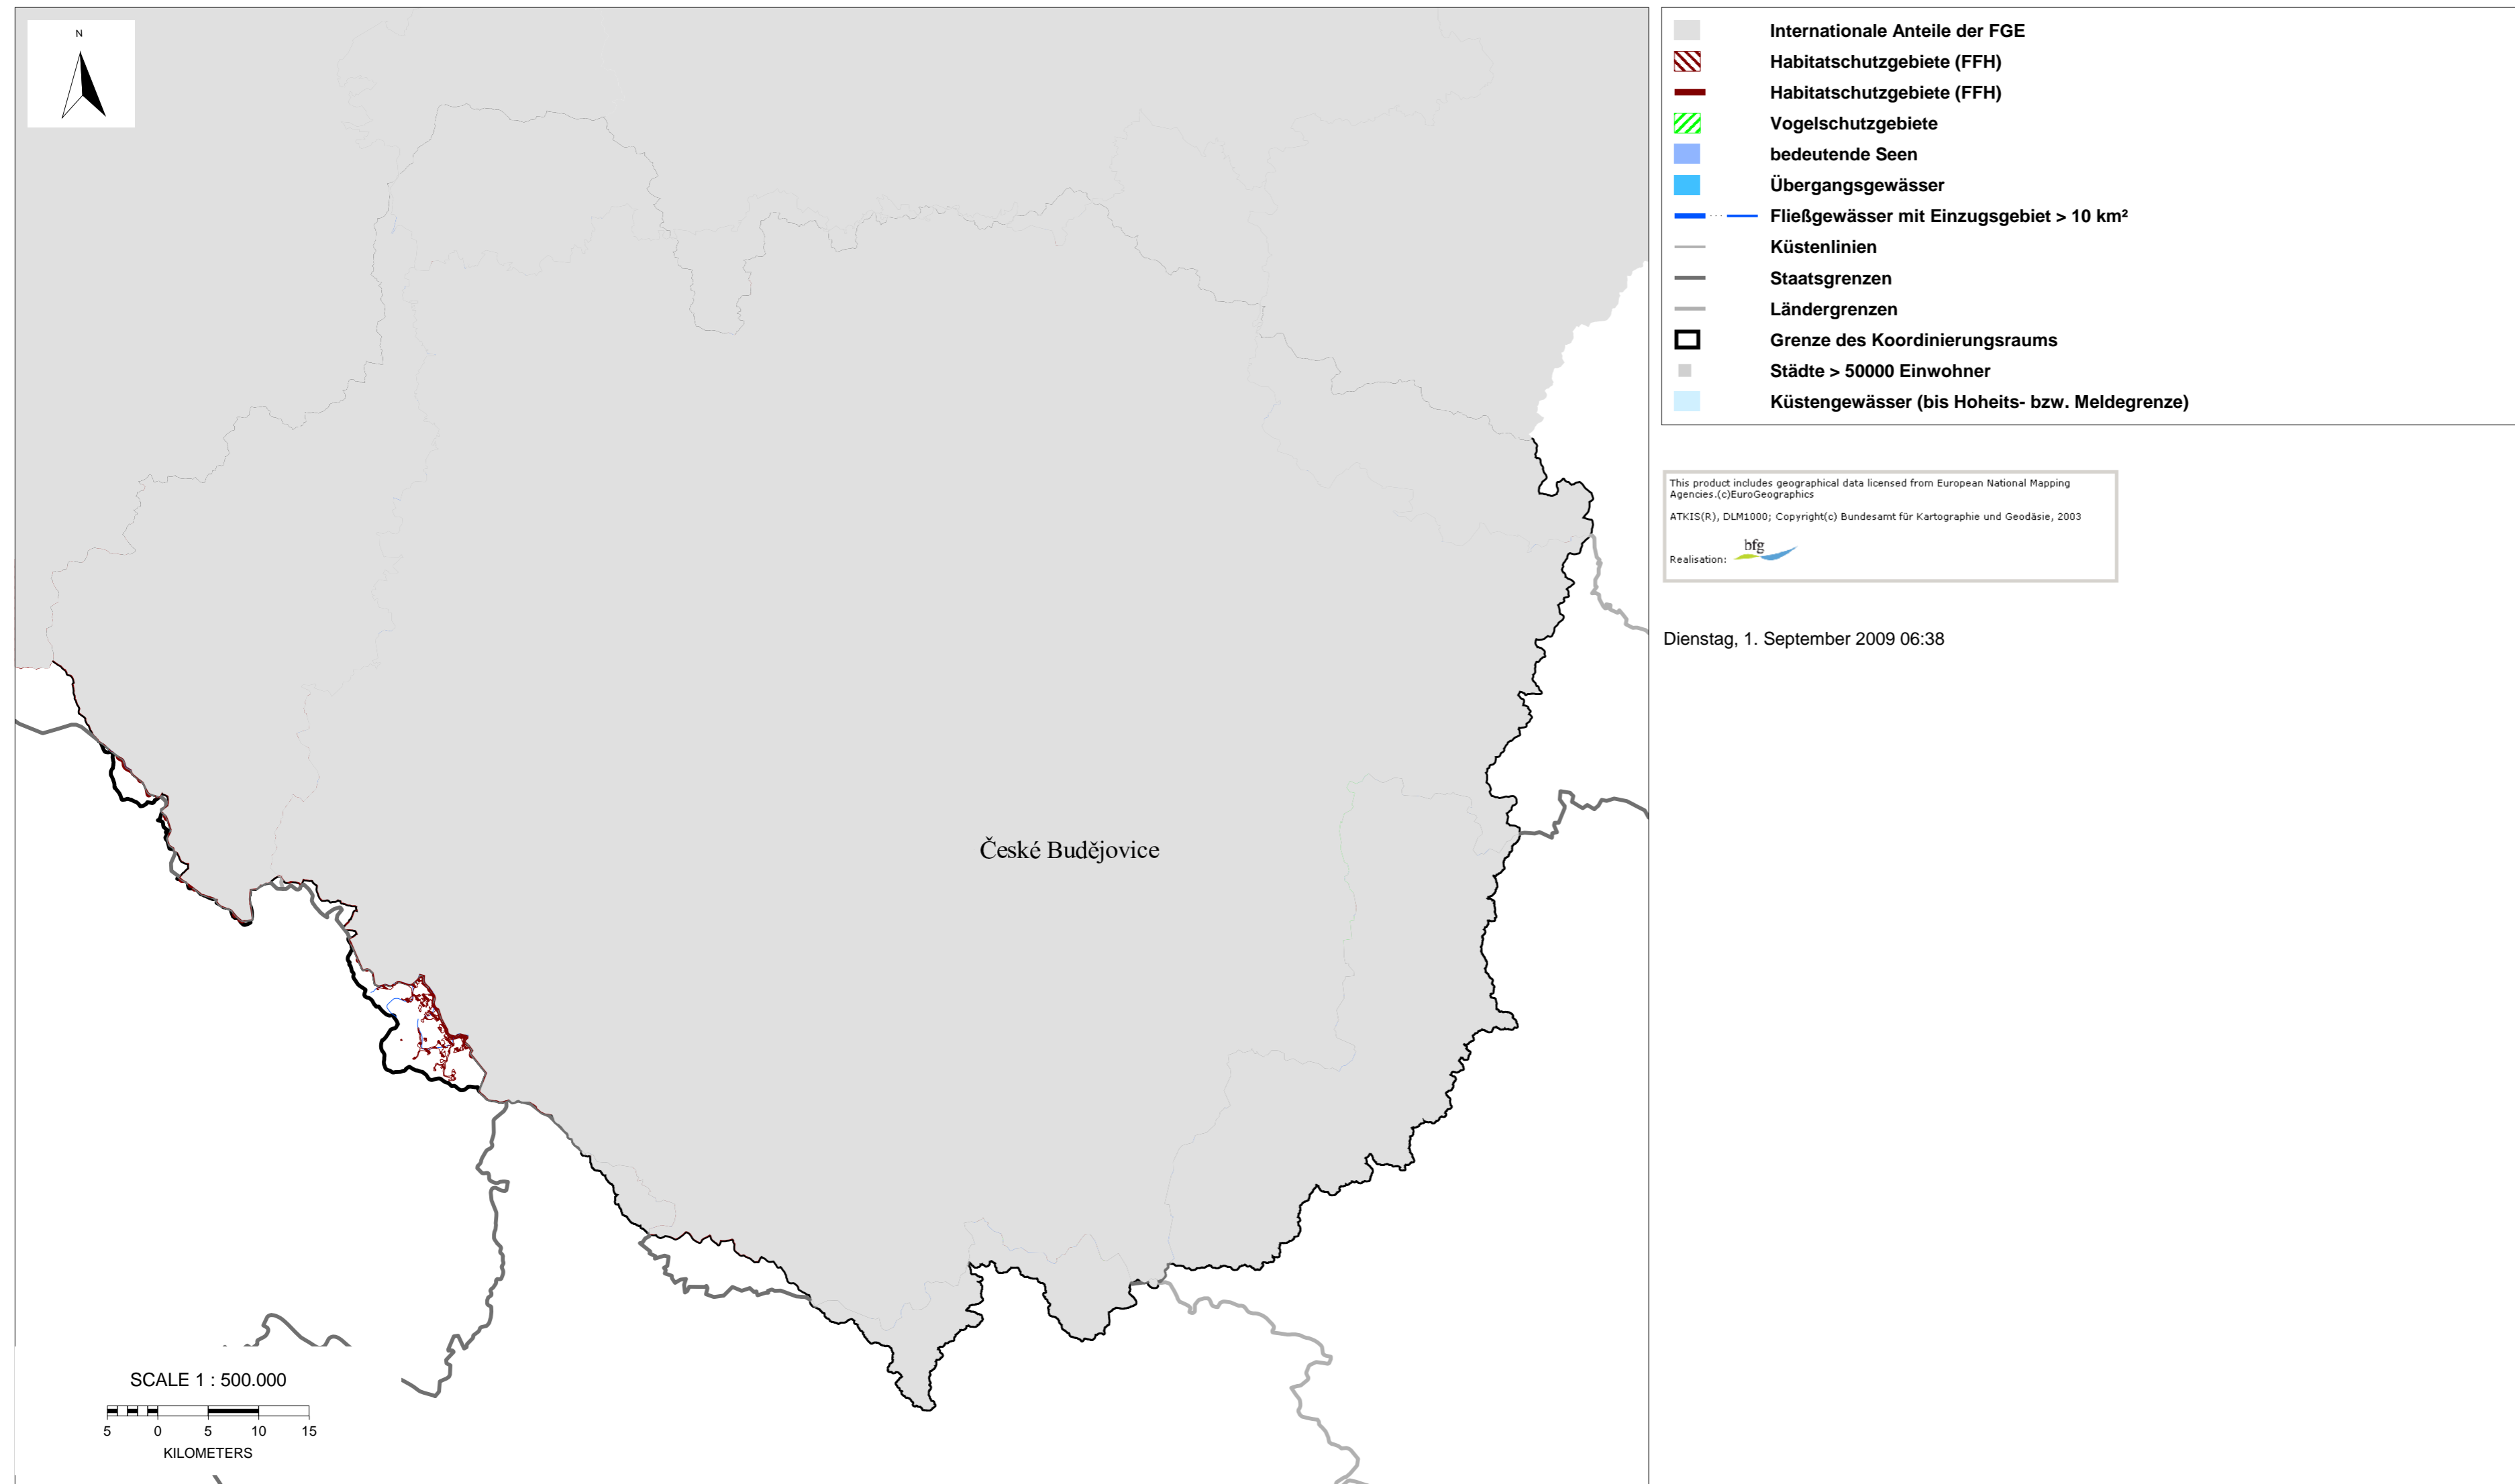 N
Internationale Anteile der FGE
Habitatschutzgebiete (FFH)
Habitatschutzgebiete (FFH)
Vogelschutzgebiete
bedeutende Seen
Übergangsgewässer
Fließgewässer mit Einzugsgebiet > 10 km²
Küstenlinien
Staatsgrenzen
Ländergrenzen
Grenze des Koordinierungsraums
Städte > 50000 Einwohner
Küstengewässer (bis Hoheits- bzw. Meldegrenze)
This product includes geographical data licensed from European National Mapping
Agencies.(c)EuroGeographics
ATKIS(R), DLM1000; Copyright(c) Bundesamt für Kartographie und Geodäsie, 2003
Realisation: bfg
Dienstag, 1. September 2009 06:38
České Budějovice
SCALE 1 : 500.000
5 0 5 10 15
KILOMETERS